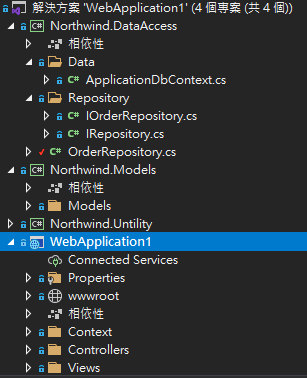 解決方案 'WebApplication1' (4 個專案 (共 4 個))
C# Northwind.DataAccess
相依性
Data
C# ApplicationDbContext.cs
Repository
C# IOrderRepository.cs
C# IRepository.cs
C# OrderRepository.cs
C# Northwind.Models
相依性
Models
C# Northwind.Untility
WebApplication1
Connected Services
Properties
wwwroot
相依性
Context
Controllers
Views